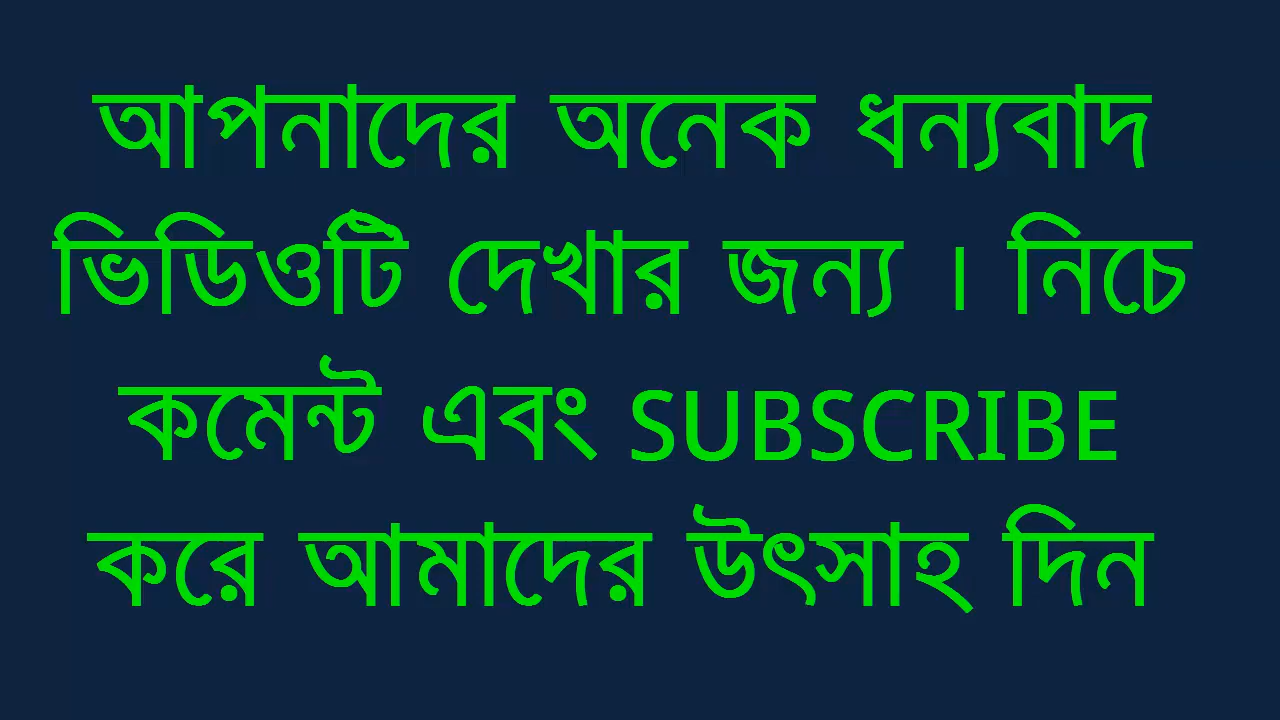 আপনাদের অনেক ধন্যবাদ
ভিডিওটি দেখার জন্য । নিচে
কমেন্ট এবং SUBSCRIBE
করে আমাদের উৎসাহ দিন